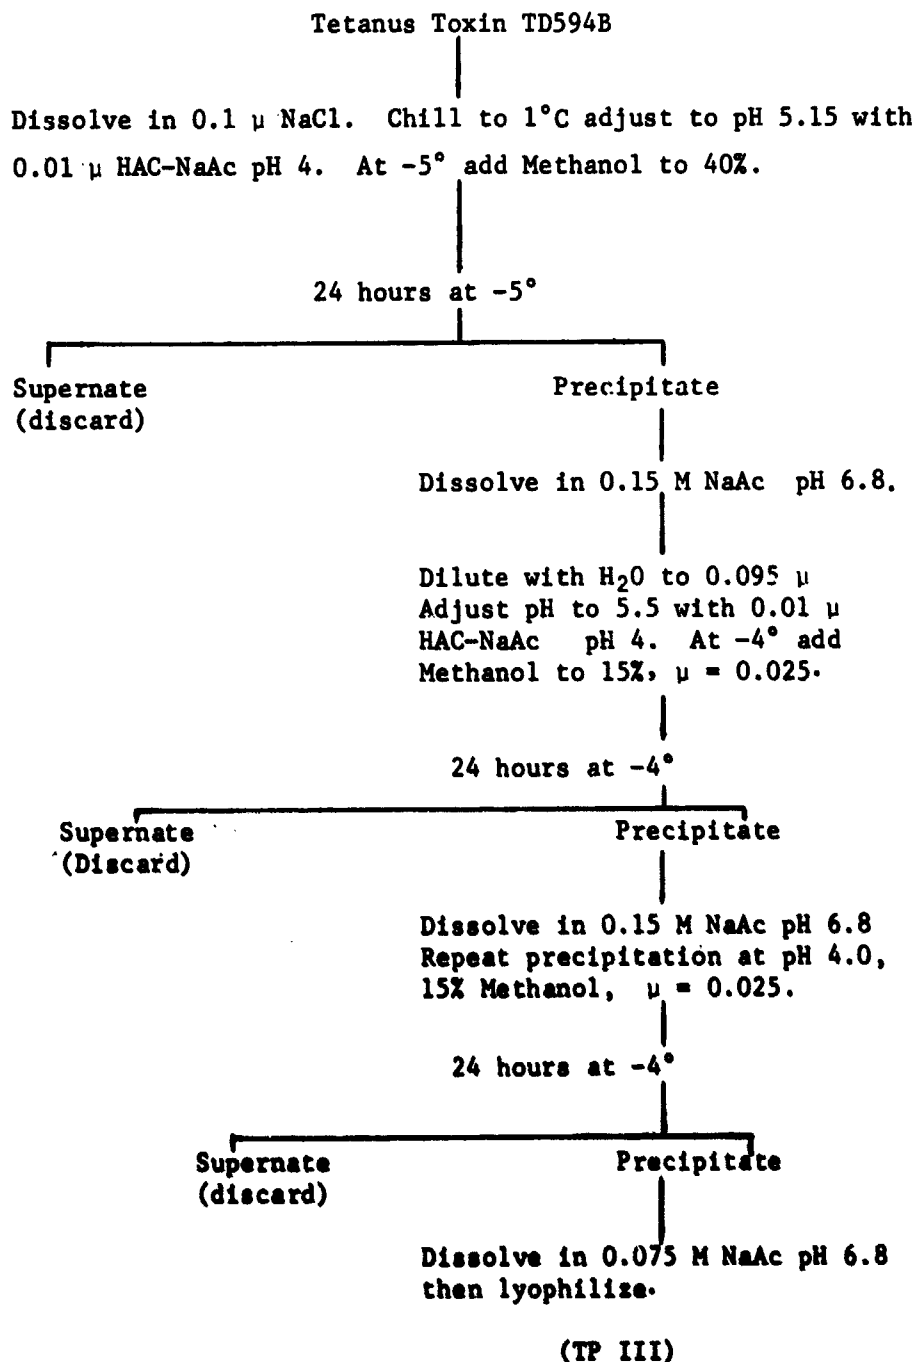 Tetanus Toxin TD594B
Dissolve in 0.1 μ NaCl. Chill to 1°C adjust to pH 5.15 with
0.01 μ HAC-NaAc pH 4. At -5° add Methanol to 40%.
24 hours at -5°
Supernate
(discard)
Precipitate
Dissolve in 0.15 M NaAc pH 6.8.
Dilute with H₂O to 0.095 μ
Adjust pH to 5.5 with 0.01 μ
HAC-NaAc pH 4. At -4° add
Methanol to 15%, μ = 0.025.
24 hours at -4°
Supernate
(Discard)
Precipitate
Dissolve in 0.15 M NaAc pH 6.8
Repeat precipitation at pH 4.0,
15% Methanol, μ = 0.025.
24 hours at -4°
Supernate
(discard)
Precipitate
Dissolve in 0.075 M NaAc pH 6.8
then lyophilize.
(TP III)